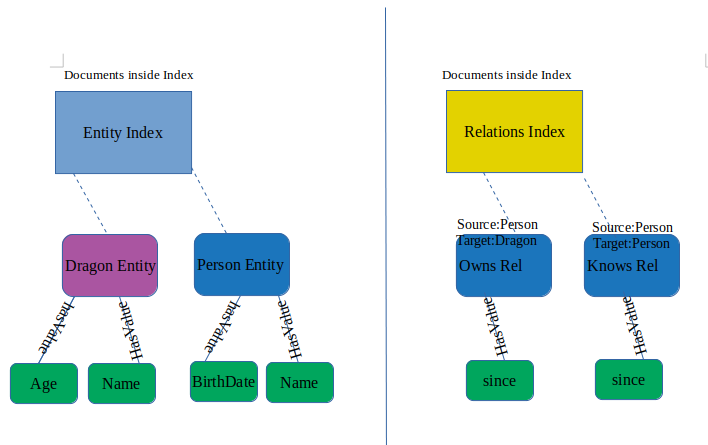 Documents inside Index
Entity Index
Dragon Entity
Person Entity
hasValue
HasValue
hasValue
HasValue
Age
Name
BirthDate
Name
Documents inside Index
Relations Index
Source:Person
Target:Dragon
Owns Rel
Source:Person
Target:Person
Knows Rel
HasValue
HasValue
since
since